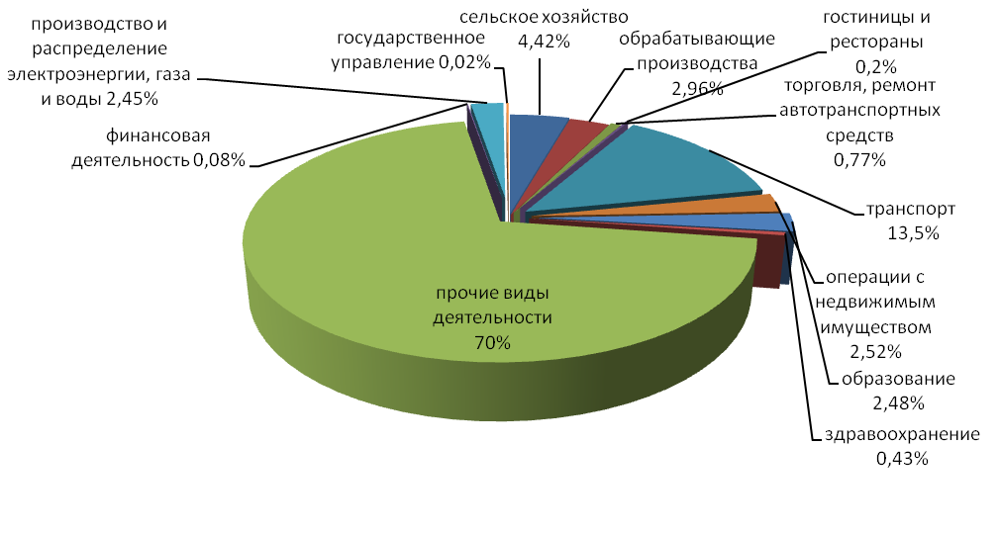 производство и
распределение
электроэнергии, газа
и воды 2,45%
финансовая
деятельность 0,08%
государственное
управление 0,02%
сельское хозяйство
4,42%
обрабатывающие
производства
2,96%
гостиницы и
рестораны
0,2%
торговля, ремонт
автотранспортных
средств
0,77%
транспорт
13,5%
операции с
недвижимым
имуществом
2,52%
образование
2,48%
здравоохранение
0,43%
прочие виды
деятельности
70%